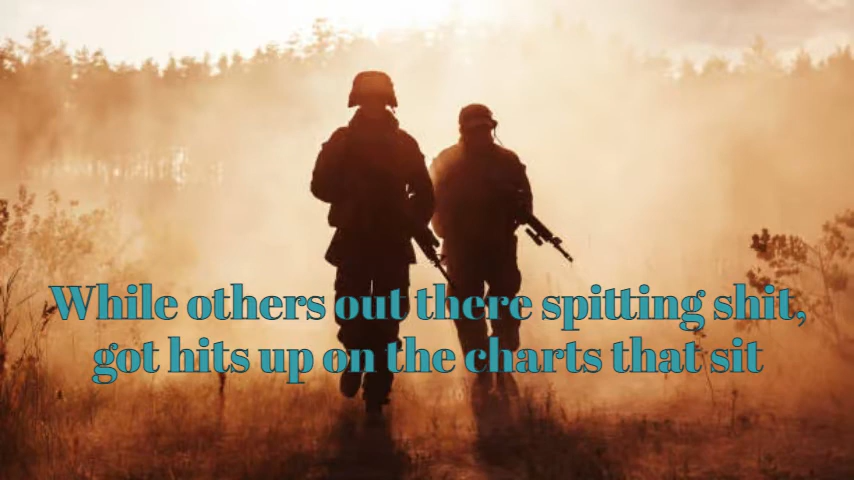 While others out there spitting shit,
got hits up on the charts that sit